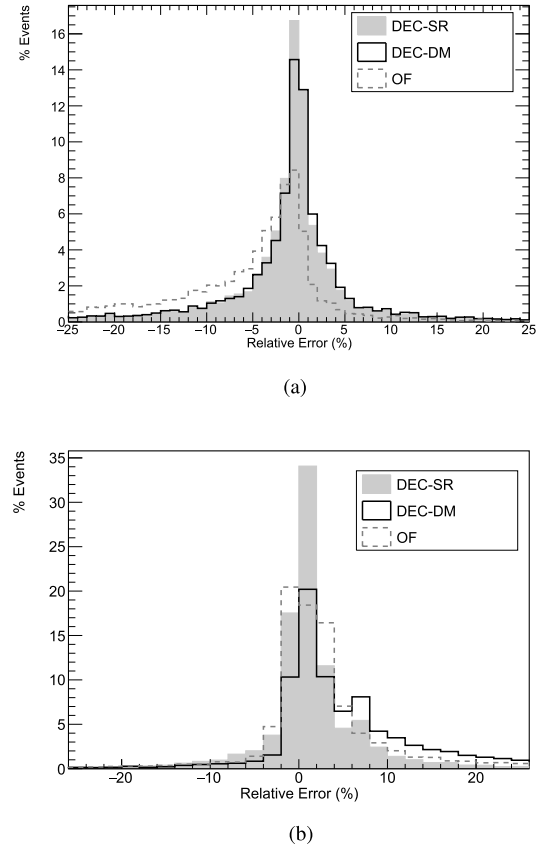 % Events
DEC-SR
DEC-DM
OF
16
14
12
10
8
6
4
2
0
−25 −20 −15 −10 −5 0 5 10 15 20 25
Relative Error (%)
(a)
% Events
DEC-SR
DEC-DM
OF
35
30
25
20
15
10
5
0
−20 −10 0 10 20
Relative Error (%)
(b)